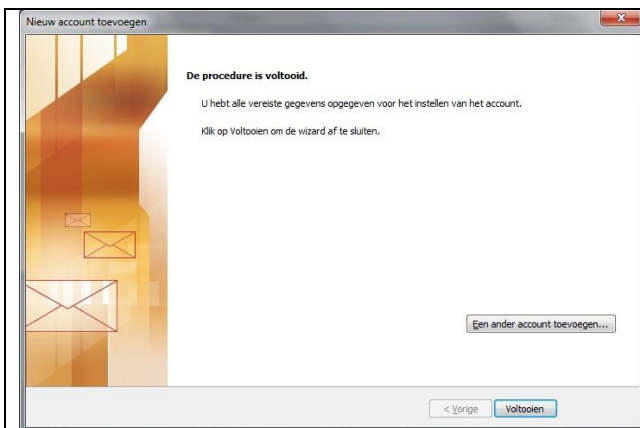 Nieuw account toevoegen
De procedure is voltooid.
U hebt alle vereiste gegevens opgegeven voor het instellen van het account.
Klik op Voltooien om de wizard af te sluiten.
Een ander account toevoegen...
< Vorige
Voltooien